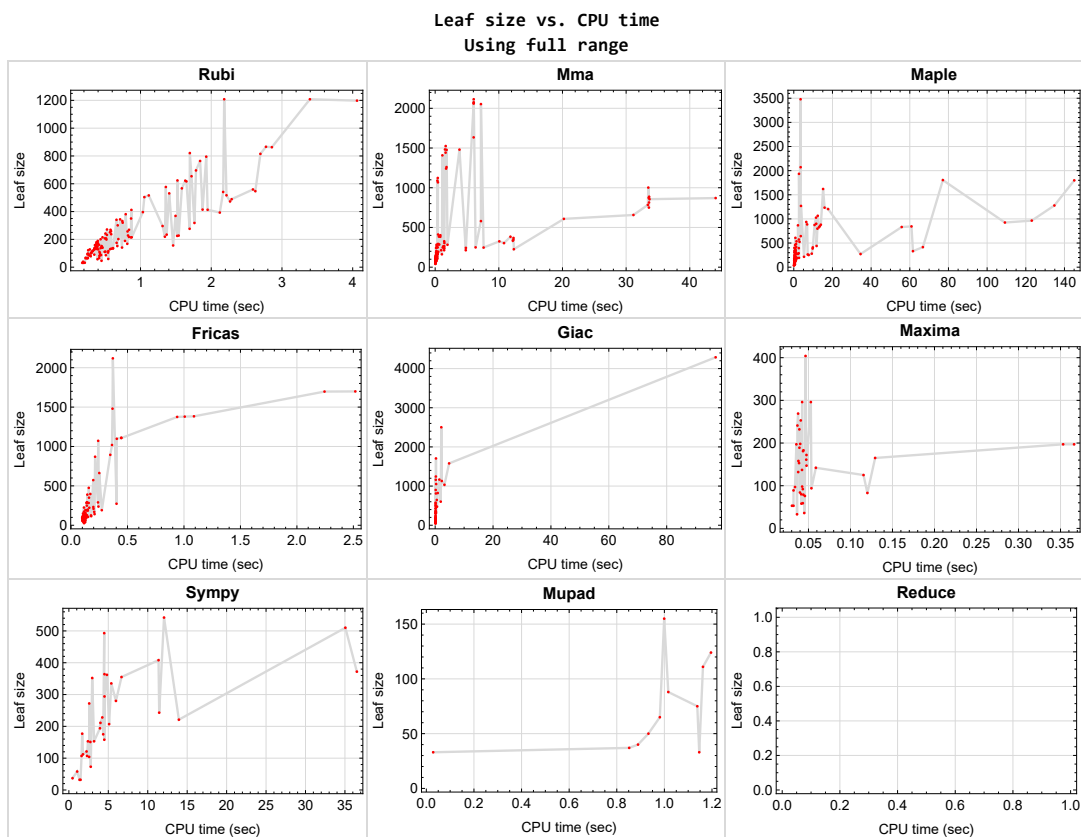 Leaf size vs. CPU time
Using full range
Rubi
Leaf size
1200
1000
800
600
400
200
0
1 2 3 4
CPU time (sec)
Mma
Leaf size
2000
1500
1000
500
0
0 10 20 30 40
CPU time (sec)
Maple
Leaf size
3500
3000
2500
2000
1500
1000
500
0
0 20 40 60 80 100 120 140
CPU time (sec)
Fricas
Leaf size
2000
1500
1000
500
0
0.0 0.5 1.0 1.5 2.0 2.5
CPU time (sec)
Giac
Leaf size
4000
3000
2000
1000
0
0 20 40 60 80
CPU time (sec)
Maxima
Leaf size
400
300
200
100
0
0.05 0.10 0.15 0.20 0.25 0.30 0.35
CPU time (sec)
Sympy
Leaf size
500
400
300
200
100
0
0 5 10 15 20 25 30 35
CPU time (sec)
Mupad
Leaf size
150
100
50
0
0.0 0.2 0.4 0.6 0.8 1.0 1.2
CPU time (sec)
Reduce
Leaf size
1.0
0.8
0.6
0.4
0.2
0.0
0.0 0.2 0.4 0.6 0.8 1.0
CPU time (sec)